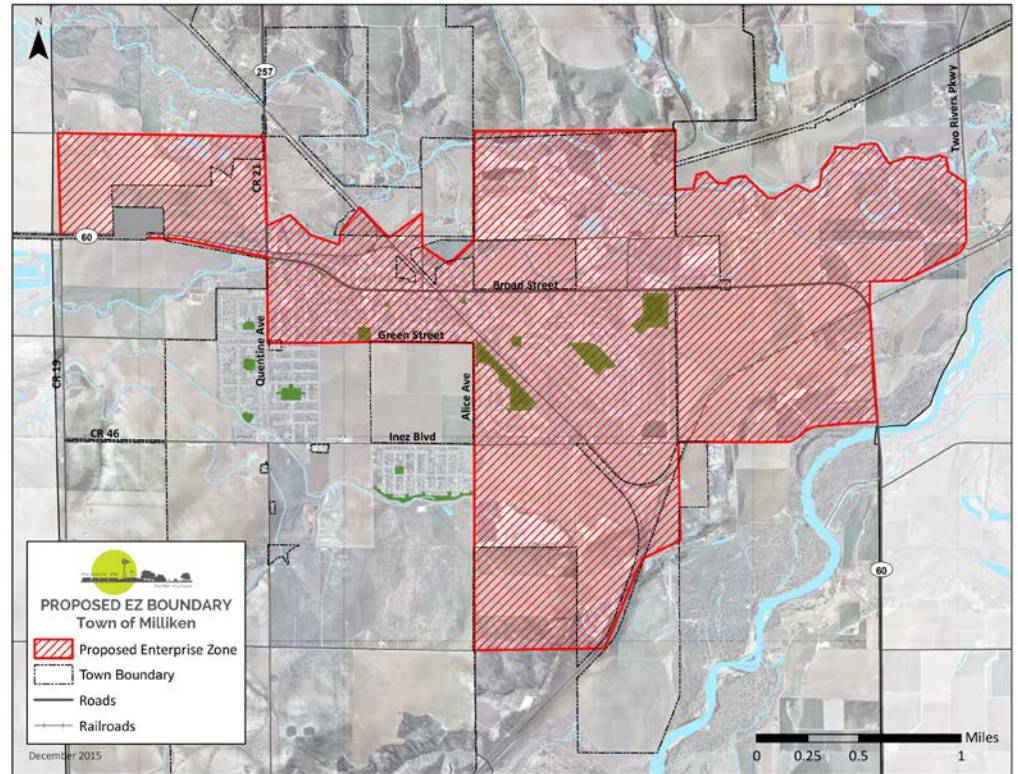 N
257
Two Rivers Pkwy
CR 21
60
Broad Street
Green Street
Quentine Ave
Alice Ave
CR 19
CR 46
Inez Blvd
60
PROPOSED EZ BOUNDARY
Town of Milliken
Proposed Enterprise Zone
Town Boundary
Roads
Railroads
December 2015
Miles
0 0.25 0.5 1